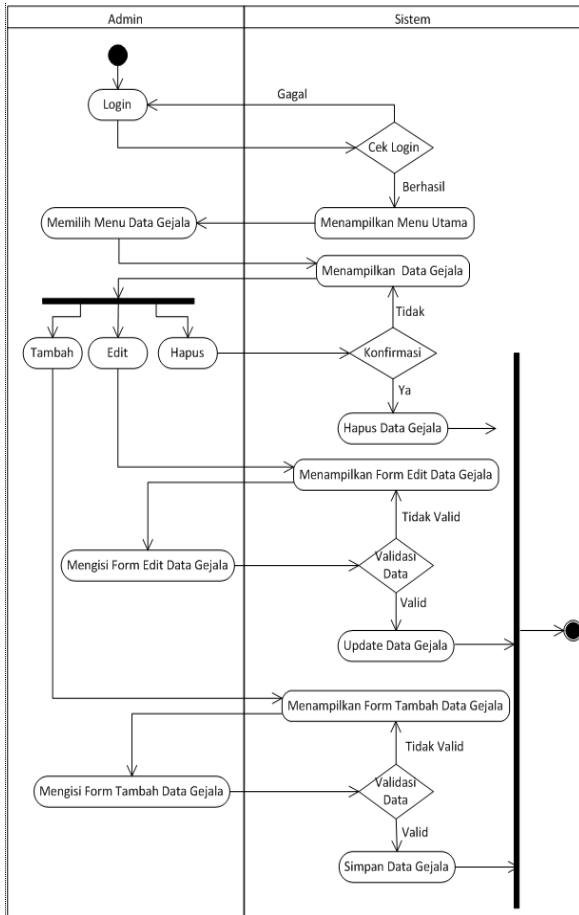 Admin
Sistem
Gagal
Login
Cek Login
Berhasil
Memilih Menu Data Gejala
Menampilkan Menu Utama
Menampilkan Data Gejala
Tidak
Tambah
Edit
Hapus
Konfirmasi
Ya
Hapus Data Gejala
Menampilkan Form Edit Data Gejala
Tidak Valid
Mengisi Form Edit Data Gejala
Validasi
Data
Valid
Update Data Gejala
Menampilkan Form Tambah Data Gejala
Tidak Valid
Mengisi Form Tambah Data Gejala
Validasi
Data
Valid
Simpan Data Gejala